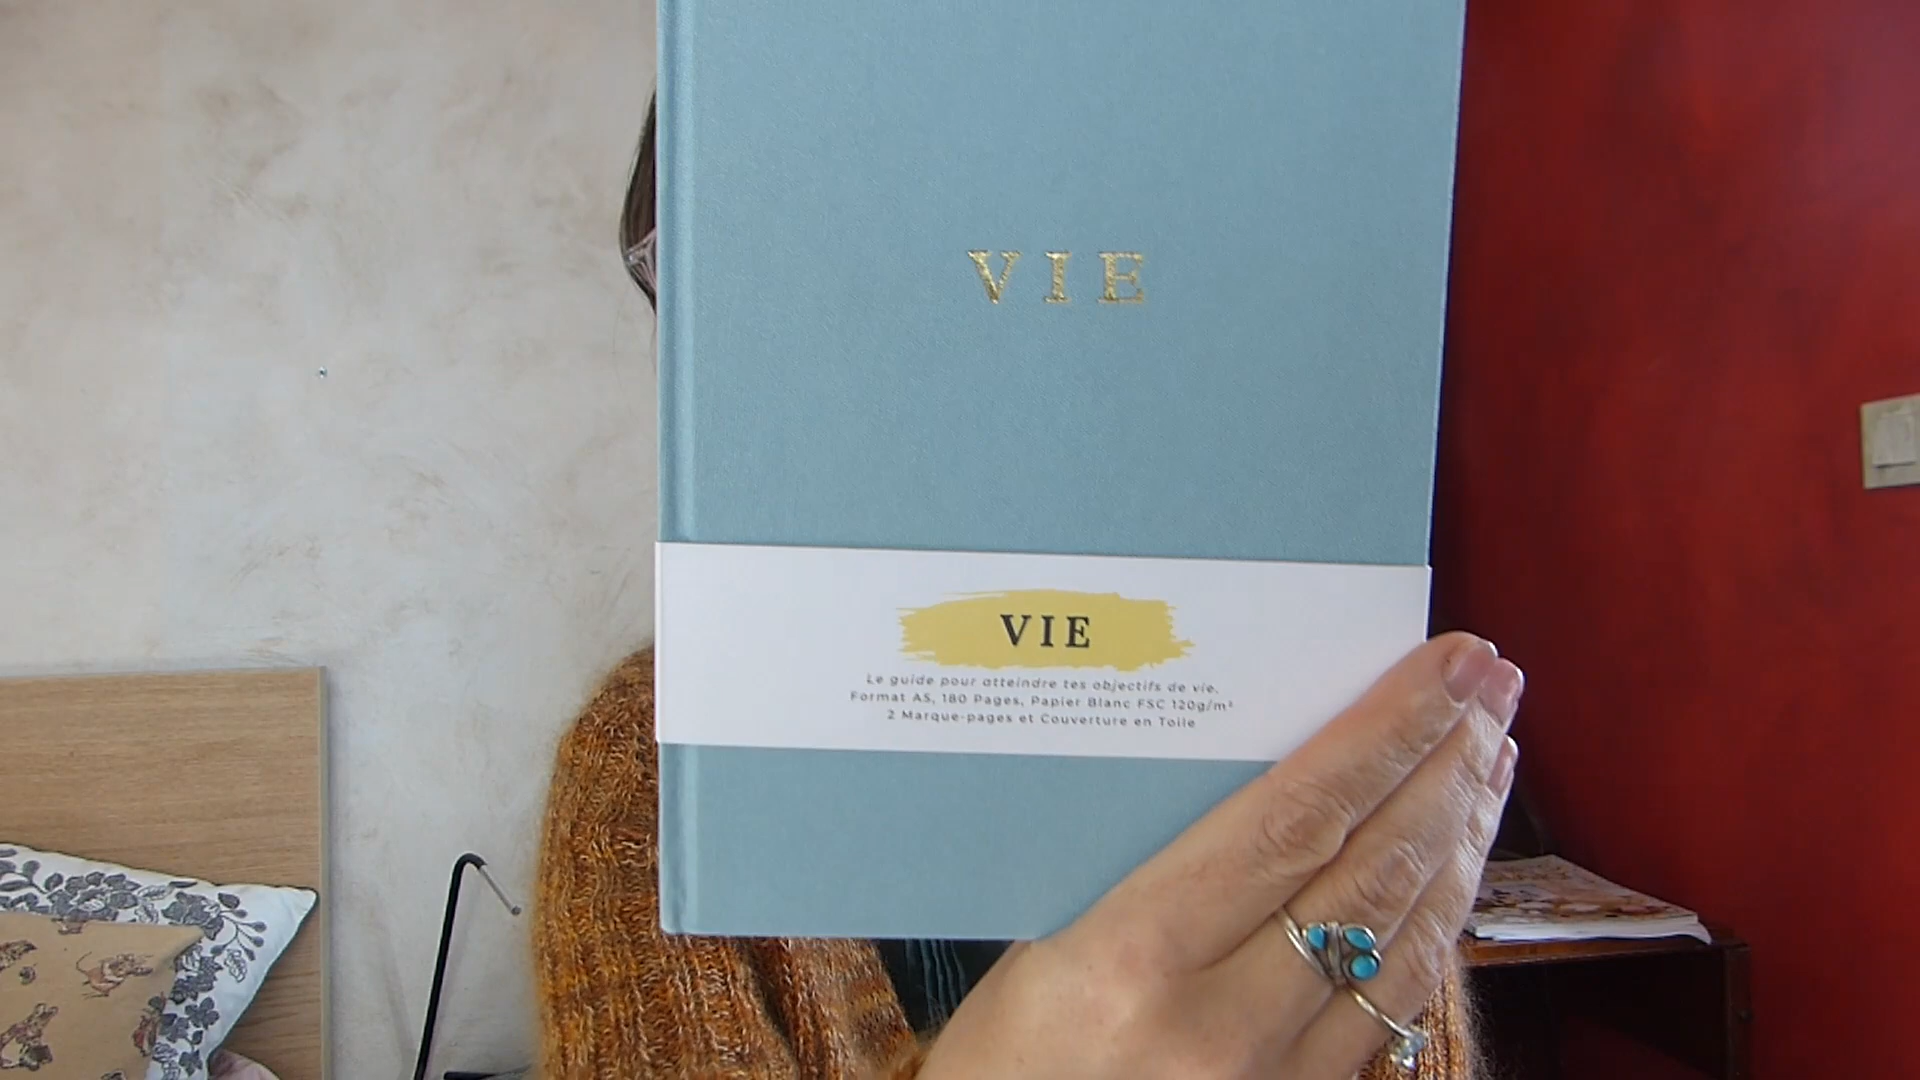 VIE
VIE
Le guide pour atteindre tes objectifs de vie.
Format A5, 180 Pages, Papier Blanc FSC 120g/m²
2 Marque-pages et Couverture en Toile